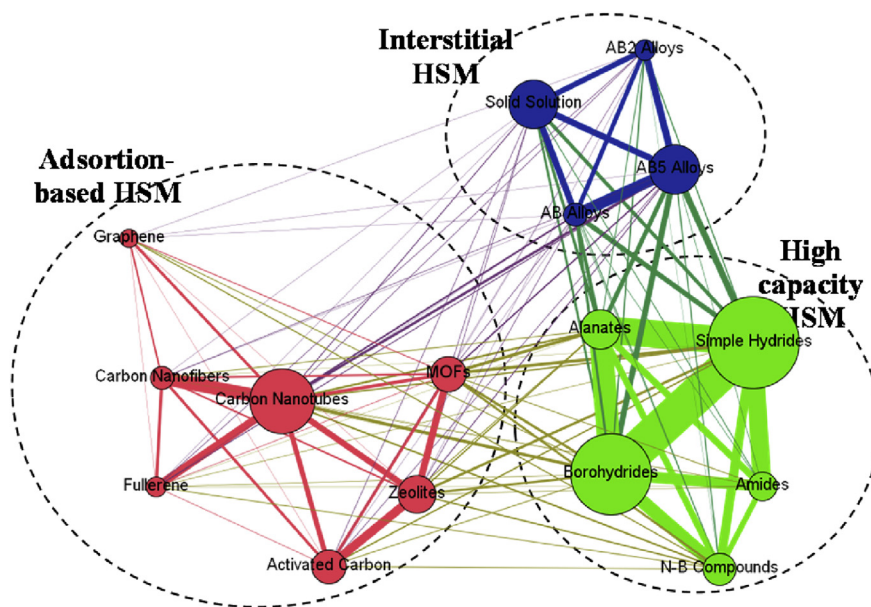 Interstitial
HSM
AB2 Alloys
Solid Solution
AB5 Alloys
AB Alloys
Adsortion-
based HSM
Graphene
Carbon Nanofibers
Carbon Nanotubes
MOFs
Fullerene
Zeolites
Activated Carbon
High
capacity
HSM
Alanates
Simple Hydrides
Borohydrides
Amides
N-B Compounds